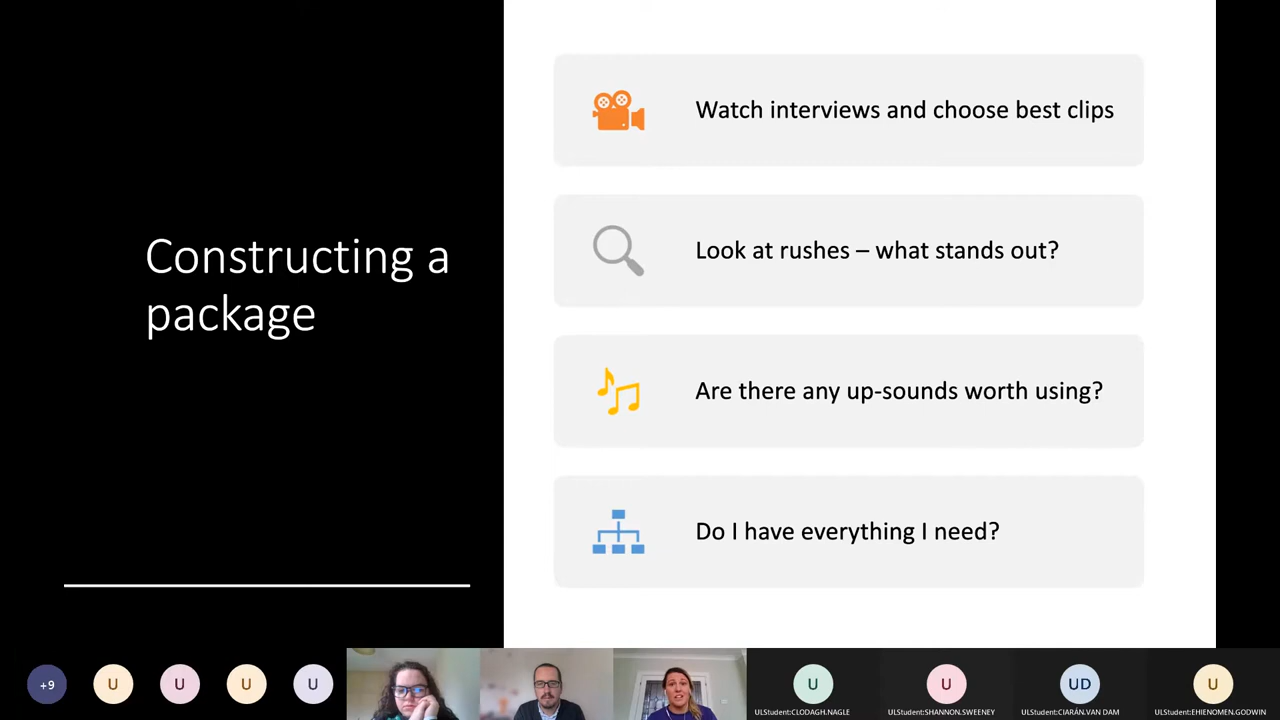 Constructing a
package
Watch interviews and choose best clips
Look at rushes – what stands out?
Are there any up-sounds worth using?
Do I have everything I need?
+9
U
U
U
U
U
U
UD
U
ULStudent:CLODAGH.NAGLE
ULStudent:SHANNON.SWEENEY
ULStudent:CIARÁN.VAN DAM
ULStudent:EHIENOMEN.GODWIN